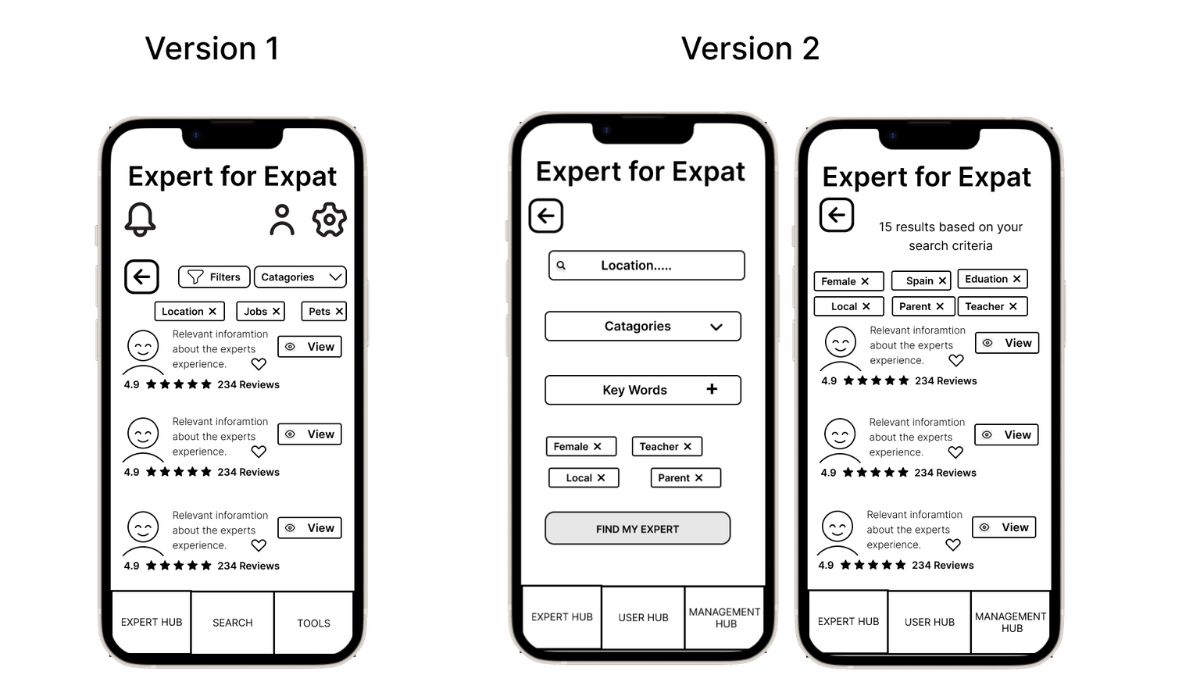 Version 1
Version 2
Expert for Expat
Filters
Catagories
Location X
Jobs X
Pets X
Relevant inforamtion
about the experts
experience.
View
4.9 ★★★★★ 234 Reviews
Relevant inforamtion
about the experts
experience.
View
4.9 ★★★★★ 234 Reviews
Relevant inforamtion
about the experts
experience.
View
4.9 ★★★★★ 234 Reviews
EXPERT HUB
SEARCH
TOOLS
Expert for Expat
Location.....
Catagories
Key Words +
Female X
Teacher X
Local X
Parent X
FIND MY EXPERT
EXPERT HUB
USER HUB
MANAGEMENT
HUB
Expert for Expat
15 results based on your
search criteria
Female X
Spain X
Eduation X
Local X
Parent X
Teacher X
Relevant inforamtion
about the experts
experience.
View
4.9 ★★★★★ 234 Reviews
Relevant inforamtion
about the experts
experience.
View
4.9 ★★★★★ 234 Reviews
Relevant inforamtion
about the experts
experience.
View
4.9 ★★★★★ 234 Reviews
EXPERT HUB
USER HUB
MANAGEMENT
HUB